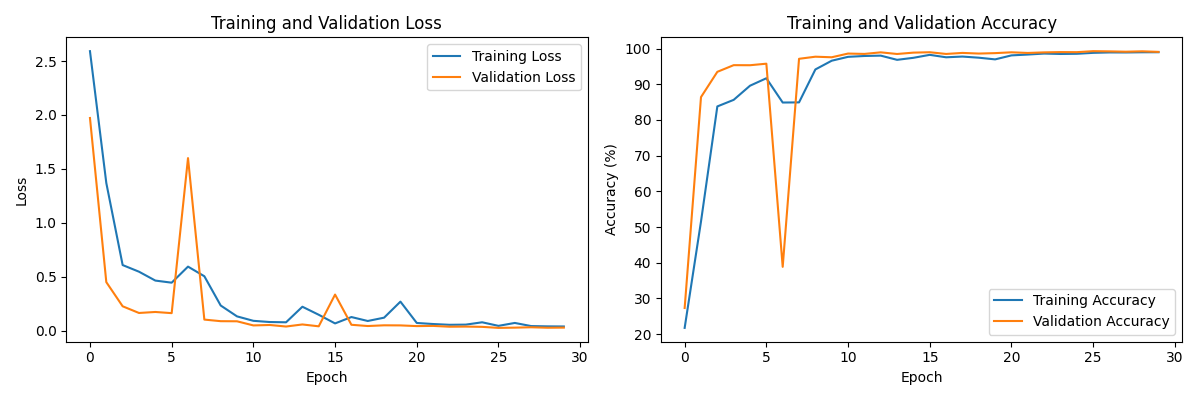 Training and Validation Loss
Training Loss
Validation Loss
2.5
2.0
1.5
1.0
0.5
0.0
Loss
0 5 10 15 20 25 30
Epoch
Training and Validation Accuracy
100
90
80
70
60
50
40
30
20
Accuracy (%)
Training Accuracy
Validation Accuracy
0 5 10 15 20 25 30
Epoch